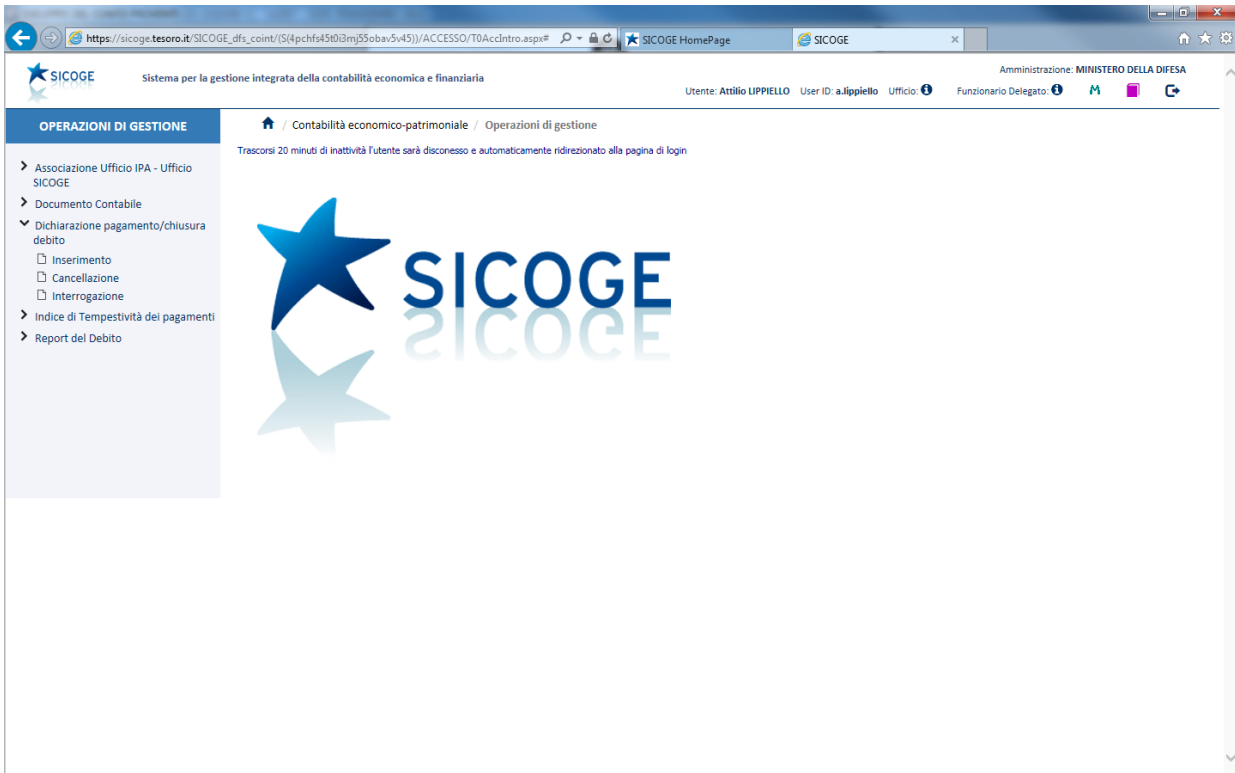 https://sicoge.tesoro.it/SICOGE_dfs_coint/(S(4pchfs45t0i3mj55obav5v45))/ACCESSO/T0AccIntro.aspx#
SICOGE HomePage
SICOGE
SICOGE
Sistema per la gestione integrata della contabilità economica e finanziaria
Amministrazione: MINISTERO DELLA DIFESA
Utente: Attilio LIPPIELLO User ID: a.lippiello Ufficio: Funzionario Delegato:
OPERAZIONI DI GESTIONE
/ Contabilità economico-patrimoniale / Operazioni di gestione
Trascorsi 20 minuti di inattività l'utente sarà disconesso e automaticamente ridirezionato alla pagina di login
Associazione Ufficio IPA - Ufficio
SICOGE
Documento Contabile
Dichiarazione pagamento/chiusura
debito
Inserimento
Cancellazione
Interrogazione
Indice di Tempestività dei pagamenti
Report del Debito
SICOGE